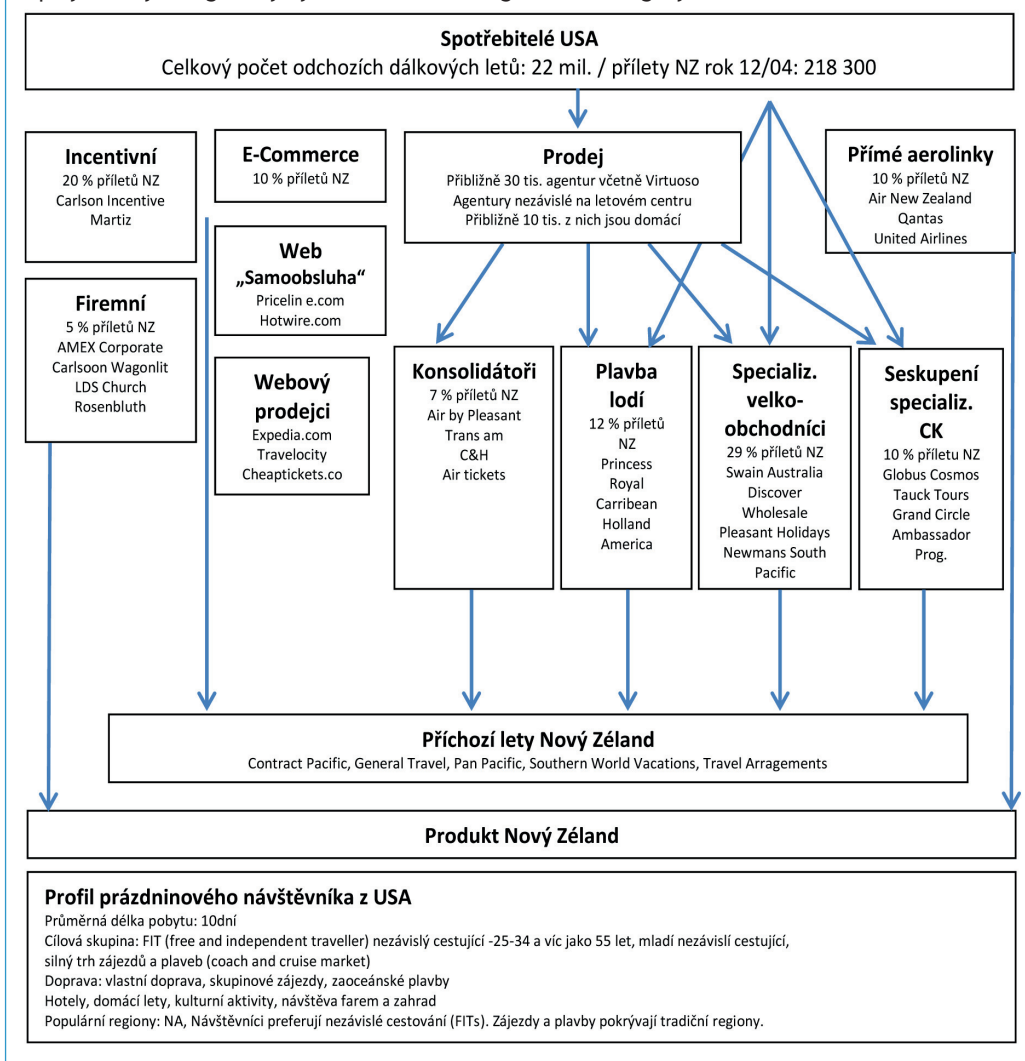 Spotřebitelé USA
Celkový počet odchozích dálkových letů: 22 mil. / přílety NZ rok 12/04: 218 300
Incentivní
20 % příletů NZ
Carlson Incentive
Martiz
E-Commerce
10 % příletů NZ
Prodej
Přibližně 30 tis. agentur včetně Virtuoso
Agentury nezávislé na letovém centru
Přibližně 10 tis. z nich jsou domácí
Přímé aerolinky
10 % příletů NZ
Air New Zealand
Qantas
United Airlines
Web
„Samoobsluha“
Pricelin e.com
Hotwire.com
Firemní
5 % příletů NZ
AMEX Corporate
Carlsoon Wagonlit
LDS Church
Rosenbluth
Webový
prodejci
Expedia.com
Travelocity
Cheaptickets.co
Konsolidátoři
7 % příletů NZ
Air by Pleasant
Trans am
C&H
Air tickets
Plavba
lodí
12 % příletů
NZ
Princess
Royal
Carribean
Holland
America
Specializ.
velko-
obchodníci
29 % příletů NZ
Swain Australia
Discover
Wholesale
Pleasant Holidays
Newmans South
Pacific
Seskupení
specializ.
CK
10 % příletu NZ
Globus Cosmos
Tauck Tours
Grand Circle
Ambassador
Prog.
Příchozí lety Nový Zéland
Contract Pacific, General Travel, Pan Pacific, Southern World Vacations, Travel Arragements
Produkt Nový Zéland
Profil prázdninového návštěvníka z USA
Průměrná délka pobytu: 10dní
Cílová skupina: FIT (free and independent traveller) nezávislý cestující -25-34 a víc jako 55 let, mladí nezávislí cestující,
silný trh zájezdů a plaveb (coach and cruise market)
Doprava: vlastní doprava, skupinové zájezdy, zaoceánské plavby
Hotely, domácí lety, kulturní aktivity, návštěva farem a zahrad
Populární regiony: NA, Návštěvníci preferují nezávislé cestování (FITs). Zájezdy a plavby pokrývají tradiční regiony.